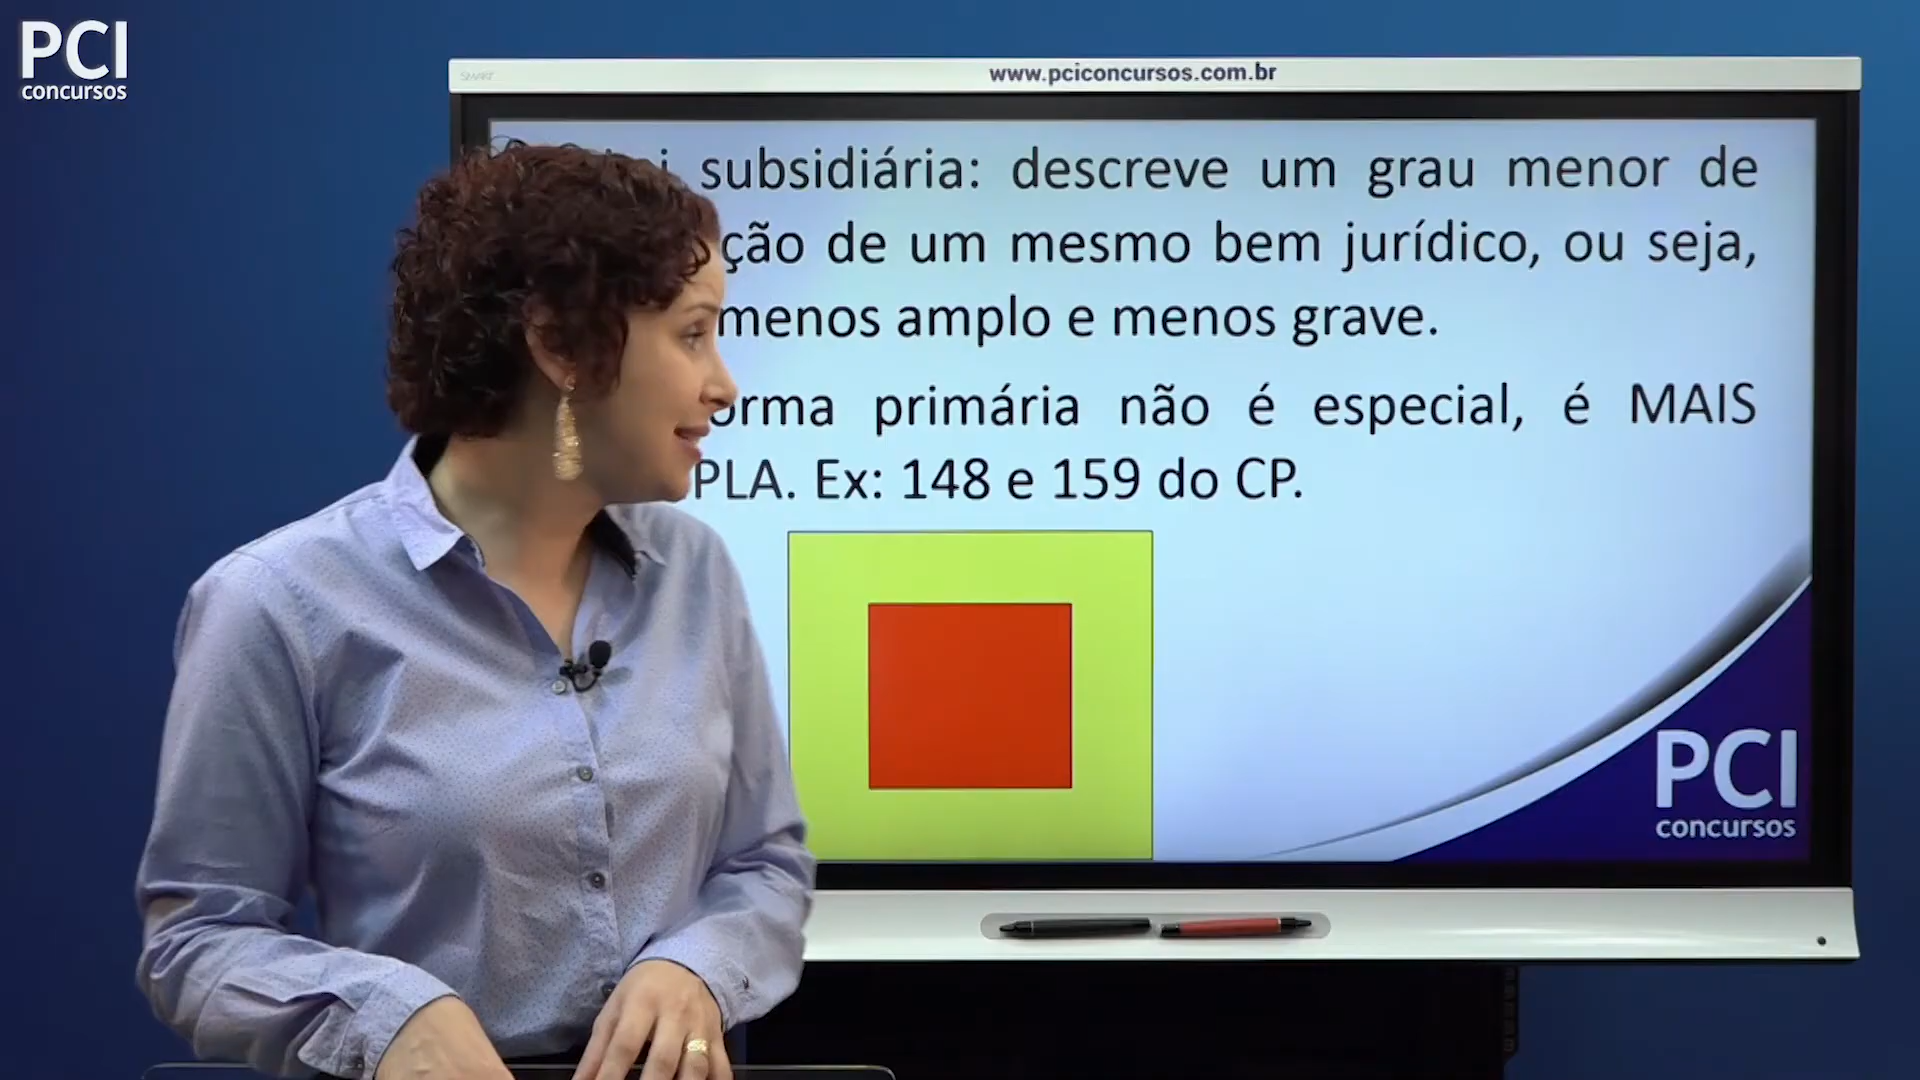 PCI
concursos
SMART
www.pciconcursos.com.br
subsidiária: descreve um grau menor de
ção de um mesmo bem jurídico, ou seja,
menos amplo e menos grave.
orma primária não é especial, é MAIS
PLA. Ex: 148 e 159 do CP.
PCI
concursos